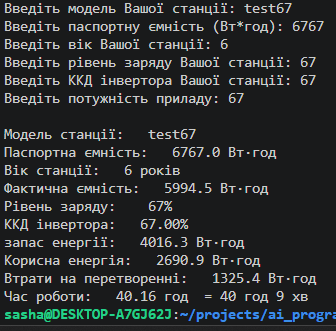 Введіть модель Вашої станції: test67
Введіть паспортну ємність (Вт*год): 6767
Введіть вік Вашої станції: 6
Введіть рівень заряду Вашої станції: 67
Введіть ККД інвертора Вашої станції: 67
Введіть потужність приладу: 67
Модель станції:   test67
Паспортна ємність:   6767.0 Вт·год
Вік станції:   6 років
Фактична ємність:   5994.5 Вт·год
Рівень заряду:    67%
ККД інвертора:   67.00%
запас енергії:   4016.3 Вт·год
Корисна енергія:   2690.9 Вт·год
Втрати на перетворенні:   1325.4 Вт·год
Час роботи:   40.16 год  = 40 год 9 хв
sasha@DESKTOP-A7GJ62J:~/projects/ai_progra